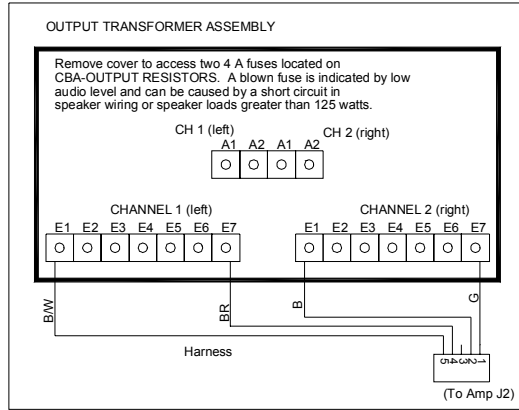 OUTPUT TRANSFORMER ASSEMBLY
Remove cover to access two 4 A fuses located on
CBA-OUTPUT RESISTORS. A blown fuse is indicated by low
audio level and can be caused by a short circuit in
speaker wiring or speaker loads greater than 125 watts.
CH 1 (left) CH 2 (right)
A1 A2 A1 A2
CHANNEL 1 (left) CHANNEL 2 (right)
E1 E2 E3 E4 E5 E6 E7 E1 E2 E3 E4 E5 E6 E7
B/W BR B G
Harness
5 4 3 2 1
(To Amp J2)